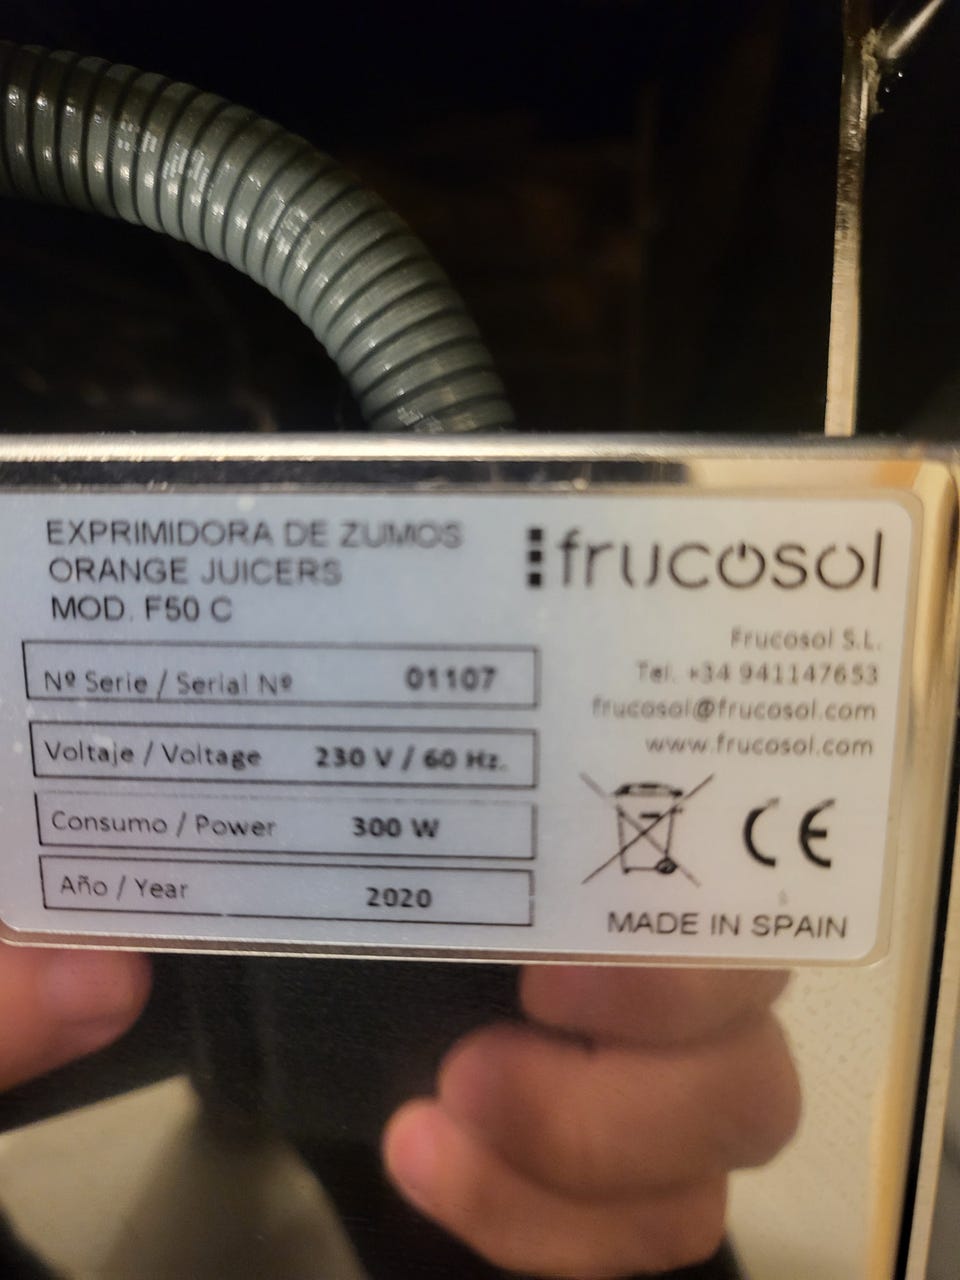 EXPRIMIDORA DE ZUMOS
ORANGE JUICERS
MOD. F50 C
frucosol
Frucosol S.L.
Tel. +34 941147653
frucosol@frucosol.com
www.frucosol.com
Nº Serie / Serial Nº 01107
Voltaje / Voltage 230 V / 60 Hz.
Consumo / Power 300 W
Año / Year 2020
CE
MADE IN SPAIN